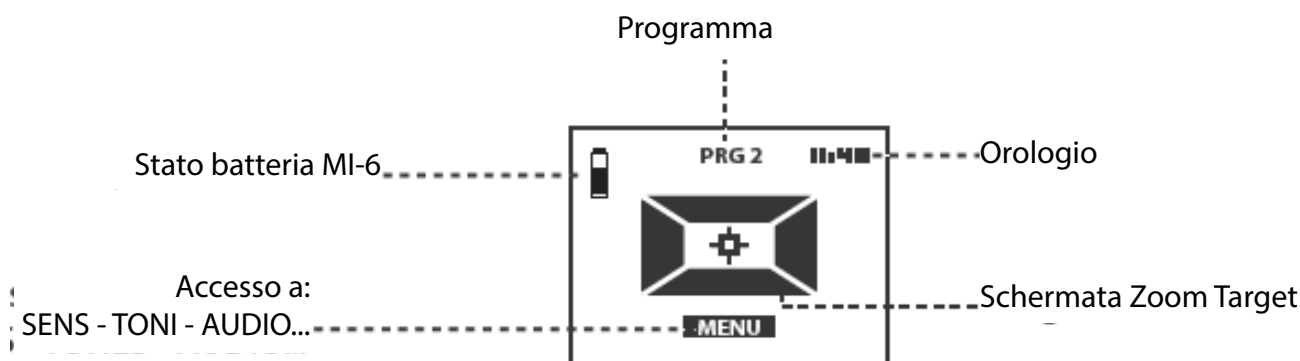 Programma
Stato batteria MI-6
PRG 2
Orologio
Accesso a:
SENS - TONI - AUDIO...
Schermata Zoom Target
MENU